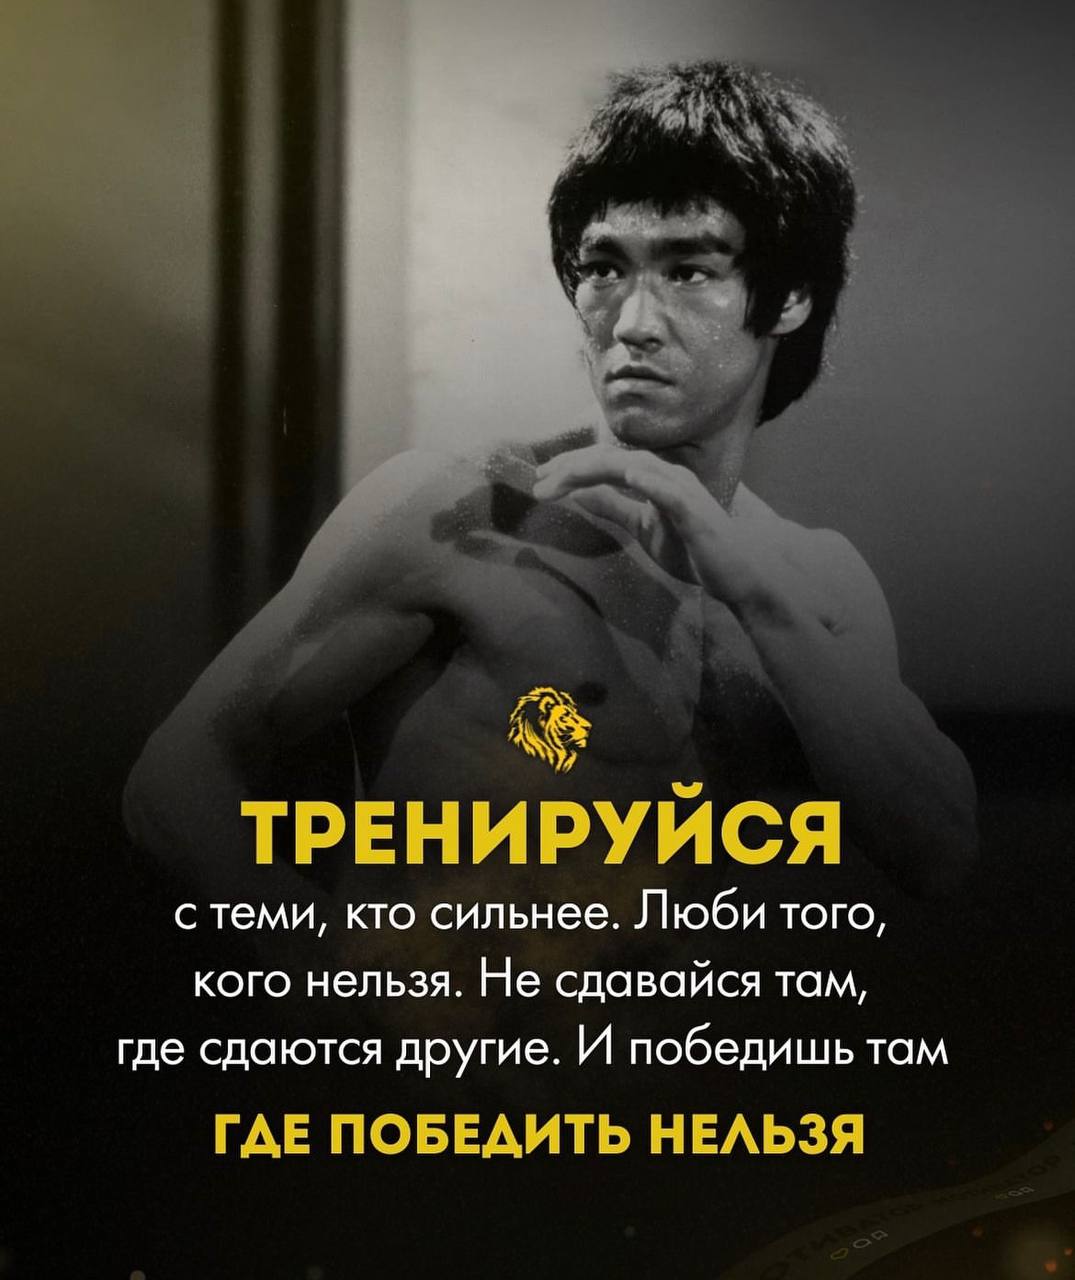 ТРЕНИРУЙСЯ
с теми, кто сильнее. Люби того,
кого нельзя. Не сдавайся там,
где сдаются другие. И победишь там
ГДЕ ПОБЕДИТЬ НЕЛЬЗЯ